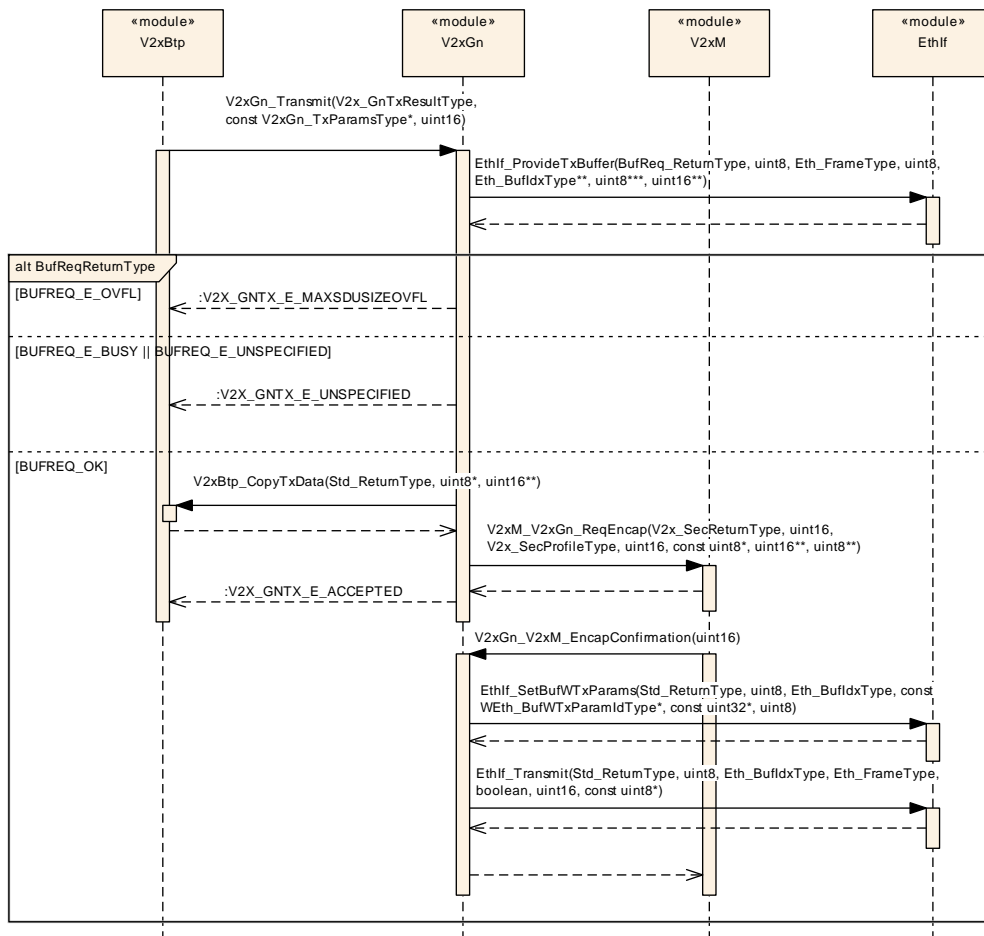 «module»
V2xBtp
«module»
V2xGn
«module»
V2xM
«module»
EthIf
V2xGn_Transmit(V2x_GnTxResultType,
const V2xGn_TxParamsType*, uint16)
EthIf_ProvideTxBuffer(BufReq_ReturnType, uint8, Eth_FrameType, uint8,
Eth_BufIdxType**, uint8***, uint16**)
alt BufReqReturnType
[BUFREQ_E_OVFL]
:V2X_GNTX_E_MAXSDUSIZEOVFL
[BUFREQ_E_BUSY || BUFREQ_E_UNSPECIFIED]
:V2X_GNTX_E_UNSPECIFIED
[BUFREQ_OK]
V2xBtp_CopyTxData(Std_ReturnType, uint8*, uint16**)
V2xM_V2xGn_ReqEncap(V2x_SecReturnType, uint16,
V2x_SecProfileType, uint16, const uint8*, uint16**, uint8**)
:V2X_GNTX_E_ACCEPTED
V2xGn_V2xM_EncapConfirmation(uint16)
EthIf_SetBufWTxParams(Std_ReturnType, uint8, Eth_BufIdxType, const
WEth_BufWTxParamIdType*, const uint32*, uint8)
EthIf_Transmit(Std_ReturnType, uint8, Eth_BufIdxType, Eth_FrameType,
boolean, uint16, const uint8*)